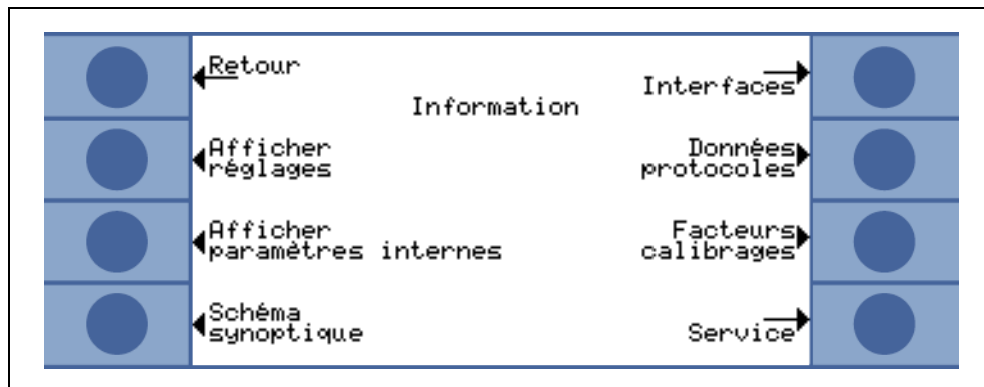 Retour
Interfaces
Information
Afficher
réglages
Données
protocoles
Afficher
paramètres internes
Facteurs
calibrages
Schéma
synoptique
Service